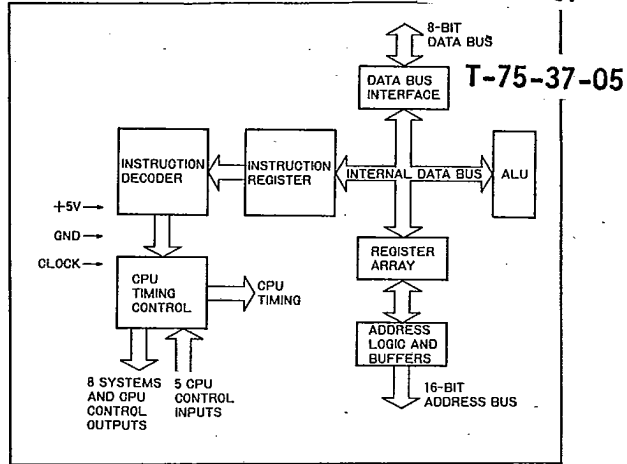 8-BIT
DATA BUS
T-75-37-05
DATA BUS
INTERFACE
INSTRUCTION
DECODER
INSTRUCTION
REGISTER
INTERNAL DATA BUS
ALU
+5V
GND
CLOCK
REGISTER
ARRAY
CPU
TIMING
CONTROL
CPU
TIMING
ADDRESS
LOGIC AND
BUFFERS
8 SYSTEMS
AND CPU
CONTROL
OUTPUTS
5 CPU
CONTROL
INPUTS
16-BIT
ADDRESS BUS